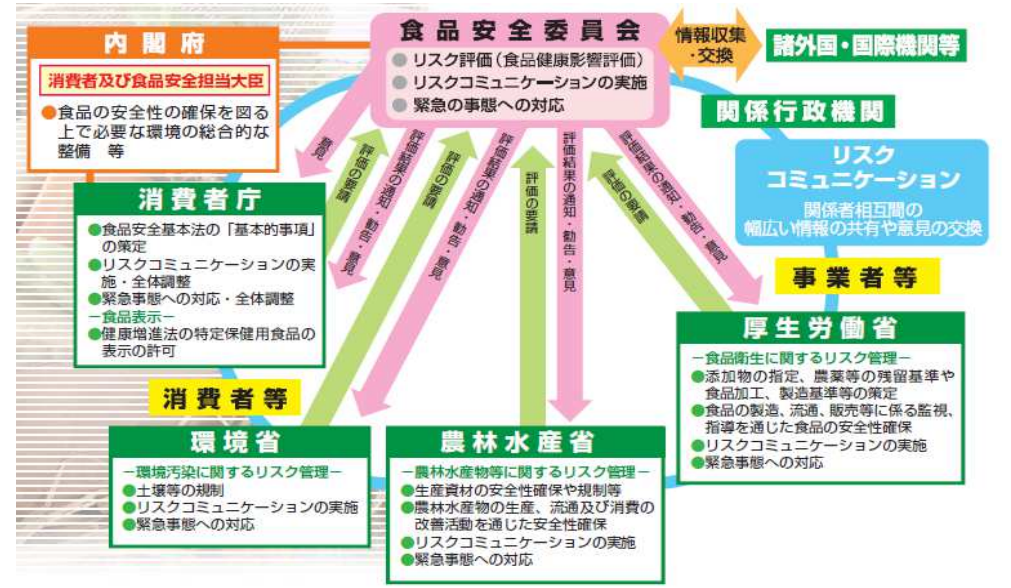 食品安全委員会
● リスク評価（食品健康影響評価）
● リスクコミュニケーションの実施
● 緊急の事態への対応
情報収集
・交換
諸外国・国際機関等
内閣府
消費者及び食品安全担当大臣
●食品の安全性の確保を図る
上で必要な環境の総合的な
整備　等
関係行政機関
リスク
コミュニケーション
関係者相互間の
幅広い情報の共有や意見の交換
意見
評価の要請
評価結果の通知・勧告・意見
評価の要請
評価結果の通知・勧告・意見
評価の要請
評価結果の通知・勧告・意見
評価の要請
評価結果の通知・勧告・意見
消費者庁
●食品安全基本法の「基本的事項」
の策定
●リスクコミュニケーションの実
施・全体調整
●緊急事態への対応・全体調整
－食品表示－
●健康増進法の特定保健用食品の
表示の許可
事業者等
厚生労働省
－食品衛生に関するリスク管理－
●添加物の指定、農薬等の残留基準や
食品加工、製造基準等の策定
●食品の製造、流通、販売等に係る監視、
指導を通じた食品の安全性確保
●リスクコミュニケーションの実施
●緊急事態への対応
消費者等
環境省
－環境汚染に関するリスク管理－
●土壌等の規制
●リスクコミュニケーションの実施
●緊急事態への対応
農林水産省
－農林水産物等に関するリスク管理－
●生産資材の安全性確保や規制等
●農林水産物の生産、流通及び消費の
改善活動を通じた安全性確保
●リスクコミュニケーションの実施
●緊急事態への対応